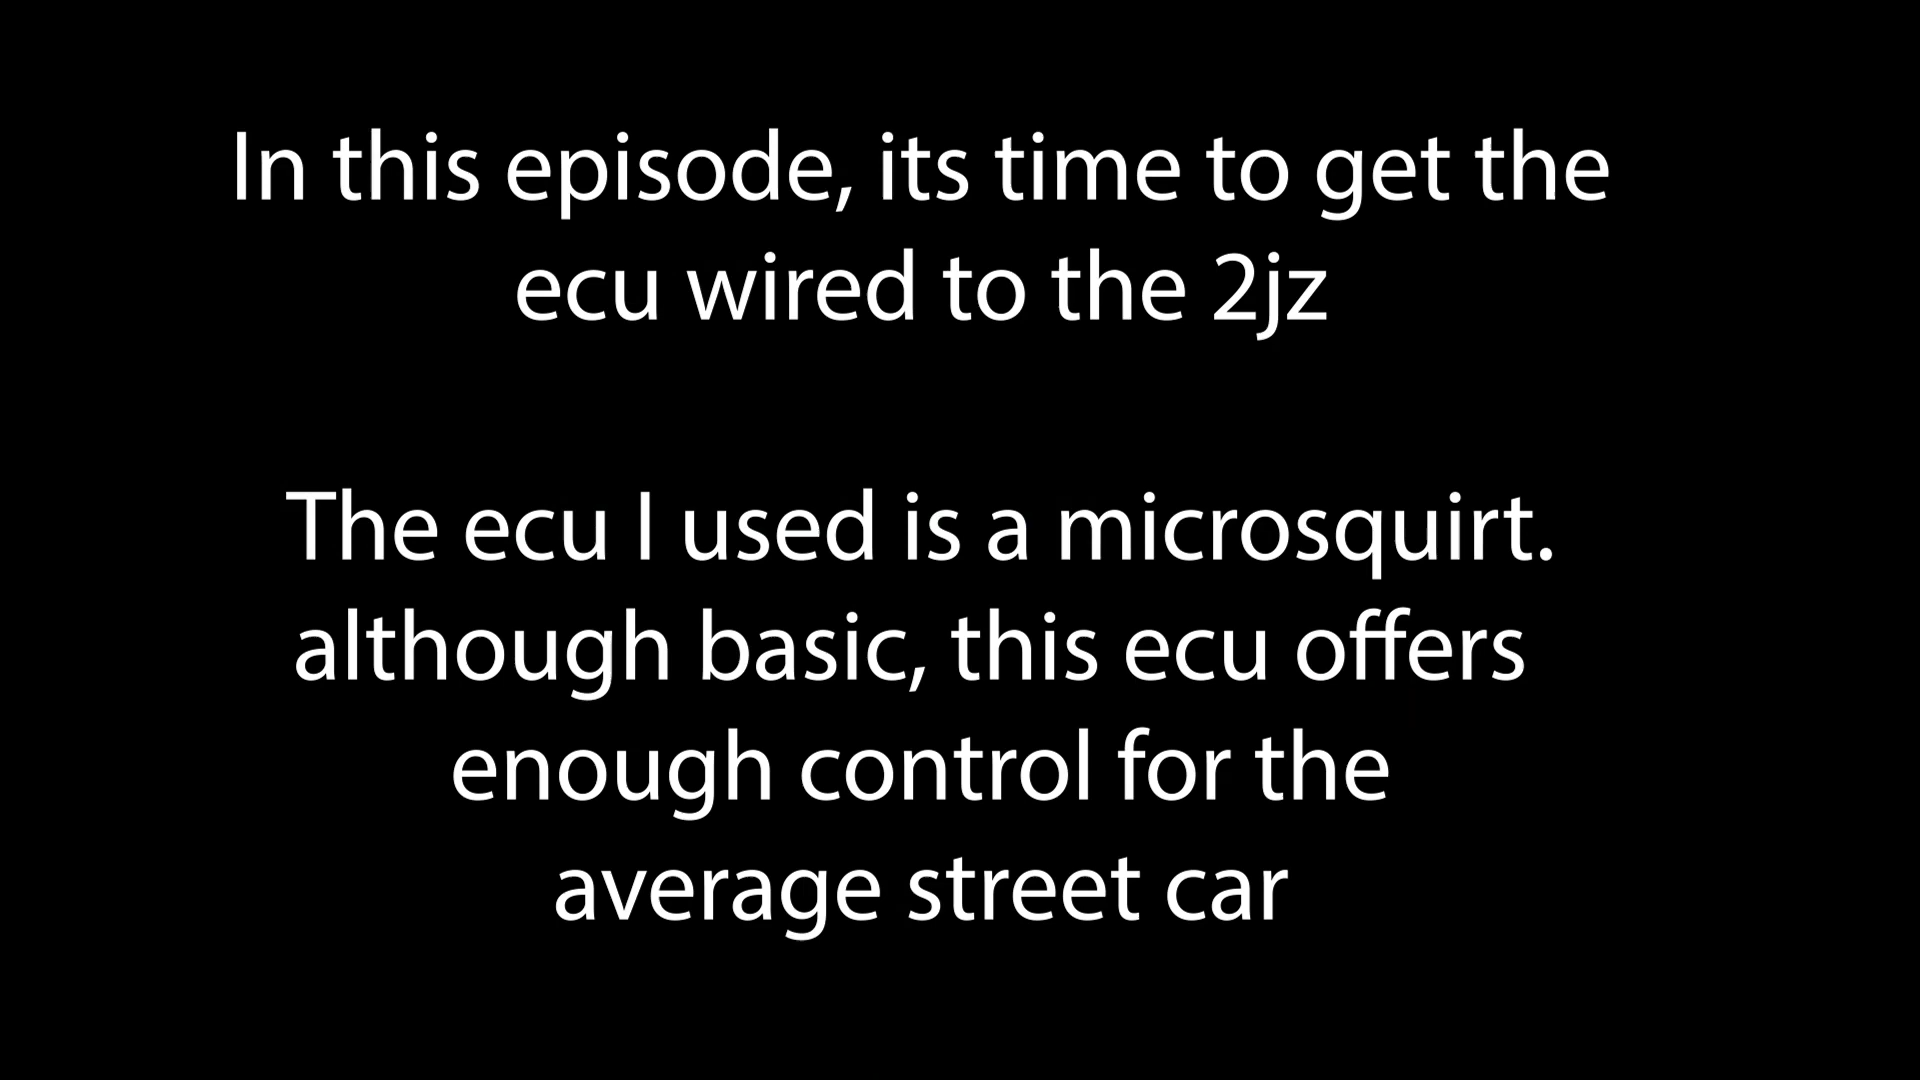 In this episode, its time to get the
ecu wired to the 2jz
The ecu I used is a microsquirt.
although basic, this ecu offers
enough control for the
average street car